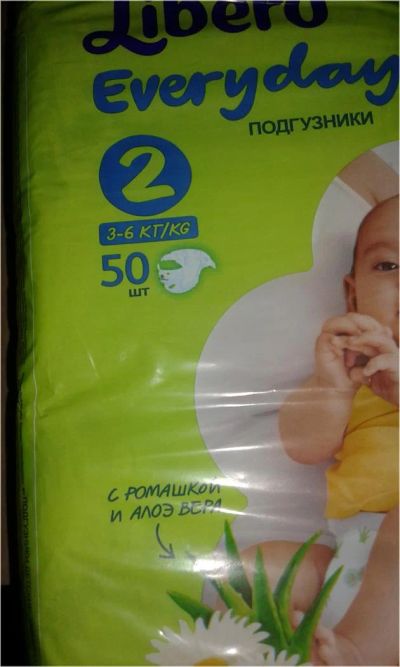 Libero
Everyday
ПОДГУЗНИКИ
2
3-6 КГ/KG
50
шт
С РОМАШКОЙ
И АЛОЭ ВЕРА